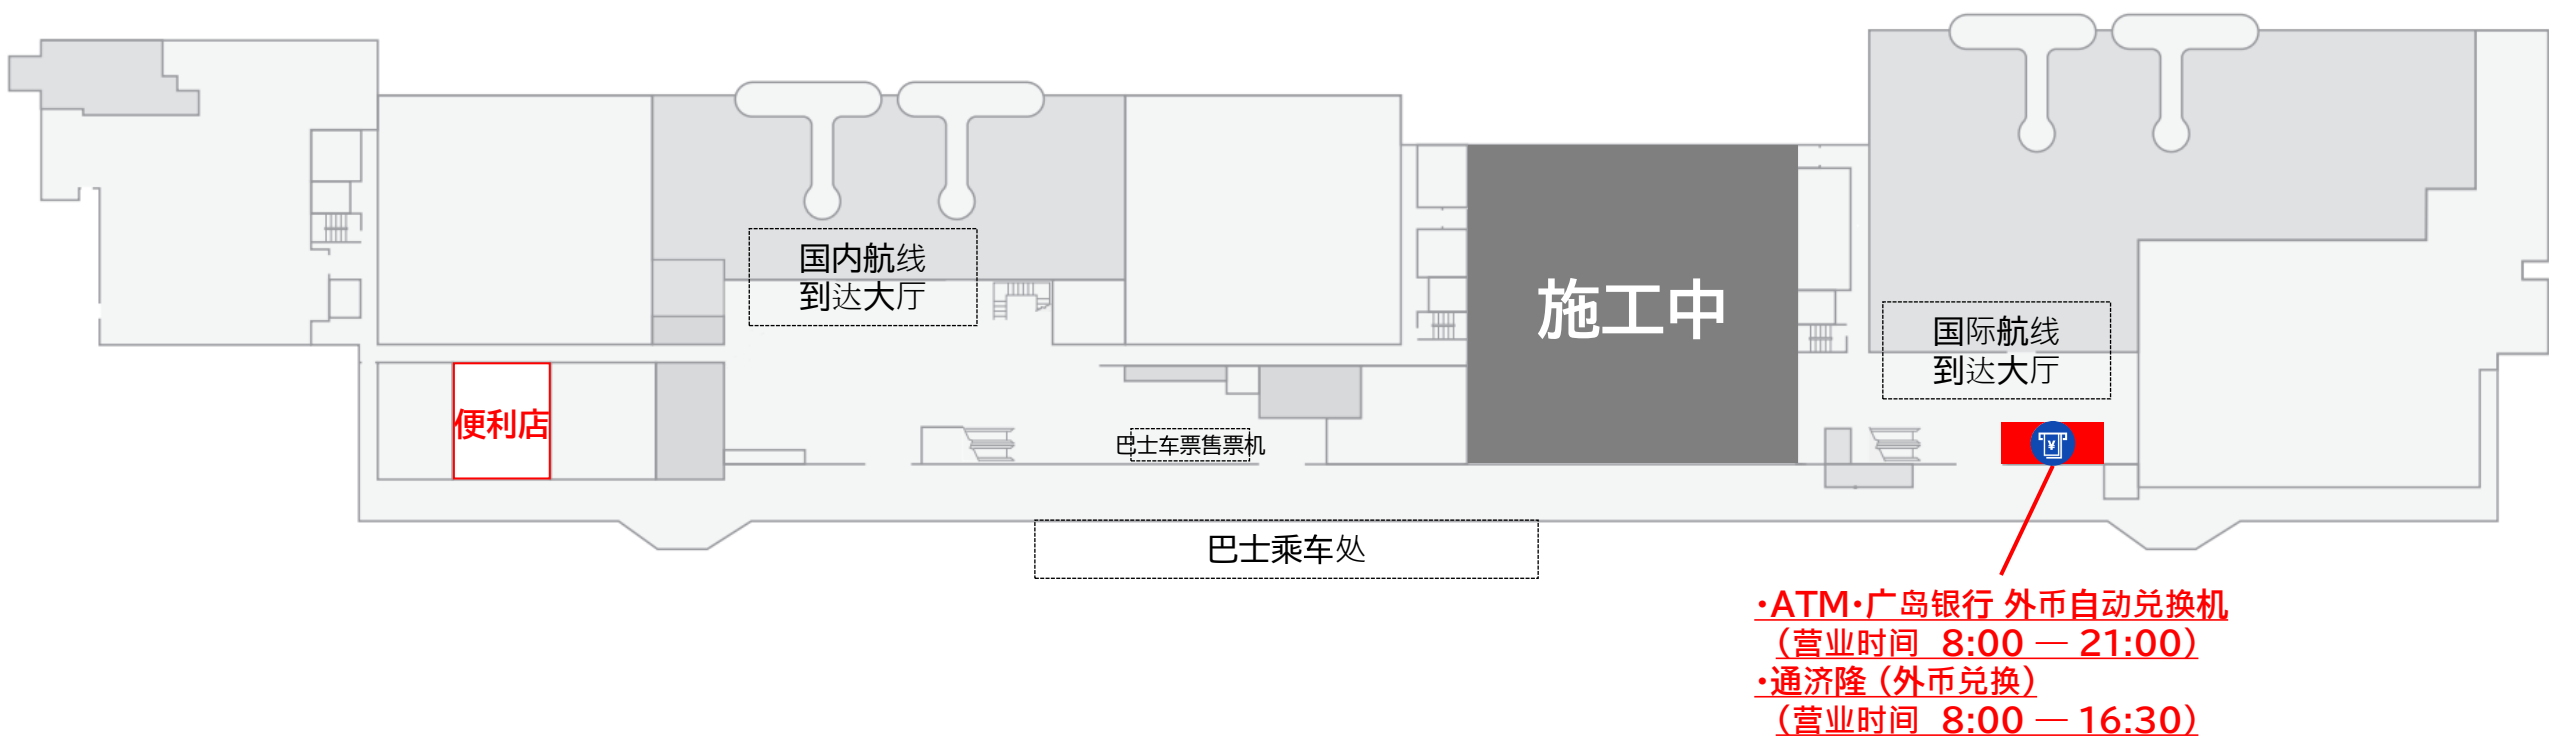 国内航线
到达大厅
施工中
国际航线
到达大厅
便利店
巴士车票售票机
¥
巴士乘车处
・ATM・广岛银行 外币自动兑换机
（营业时间 8:00 — 21:00）
・通济隆（外币兑换）
（营业时间 8:00 — 16:30）